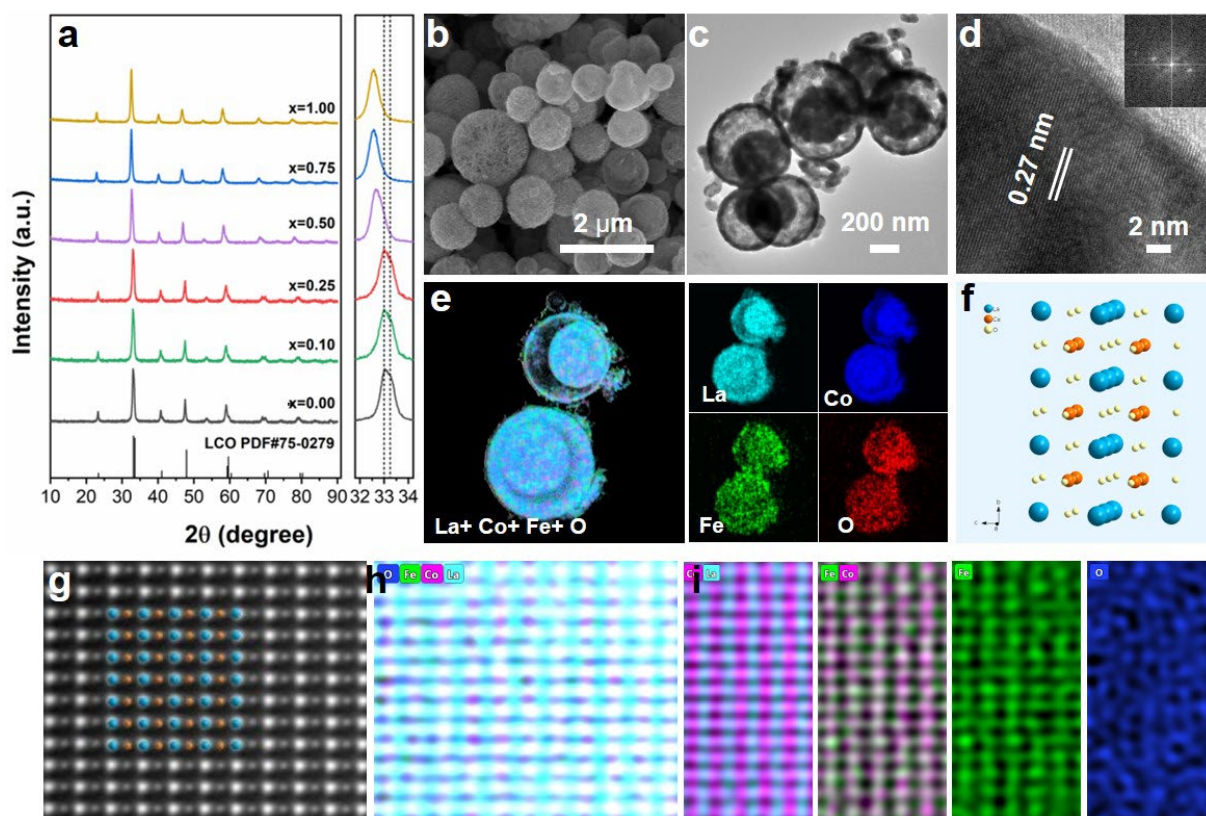 a
Intensity (a.u.)
x=1.00
x=0.75
x=0.50
x=0.25
x=0.10
x=0.00
LCO PDF#75-0279
10 20 30 40 50 60 70 80 90
32 33 34
2θ (degree)
b
2 μm
c
200 nm
d
0.27 nm
2 nm
e
La+ Co+ Fe+ O
La
Co
Fe
O
f
La
Co
O
b
c
a
g
h
O Fe Co La
i
La
Fe Co
Fe
O